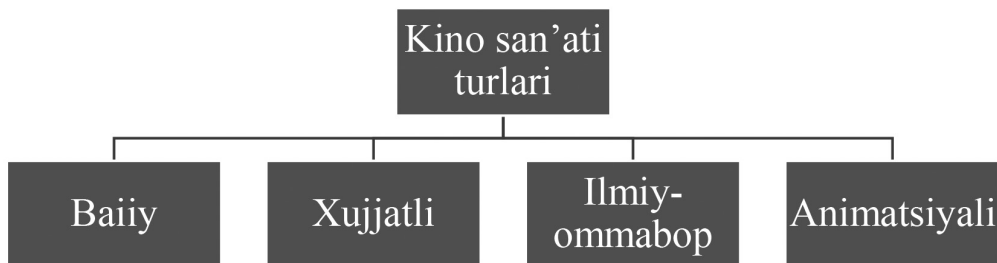 Kino san’ati
turlari
Baiiy
Xujjatli
Ilmiy-
ommabop
Animatsiyali